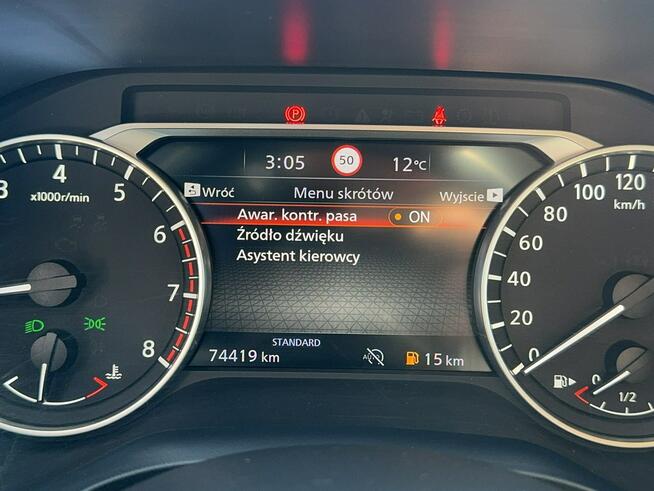 P
3:05 50 12°C
Wróć Menu skrótów Wyjście
Awar. kontr. pasa ON
Źródło dźwięku
Asystent kierowcy
STANDARD
74419 km AUTO 15 km
3 4 5 6 7 8
x1000r/min
0 20 40 60 80 100 120
km/h
0 1/2